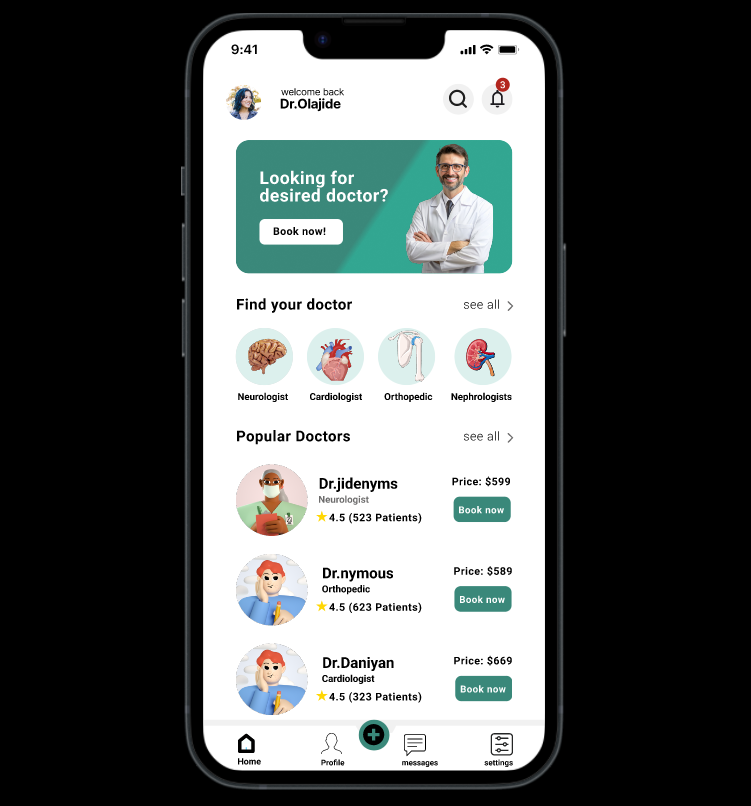 9:41
welcome back
Dr.Olajide
3
Looking for
desired doctor?
Book now!
Find your doctor
see all
Neurologist
Cardiologist
Orthopedic
Nephrologists
Popular Doctors
see all
Dr.jidenyms
Neurologist
4.5 (523 Patients)
Price: $599
Book now
Dr.nymous
Orthopedic
4.5 (623 Patients)
Price: $589
Book now
Dr.Daniyan
Cardiologist
4.5 (323 Patients)
Price: $669
Book now
Home
Profile
messages
settings